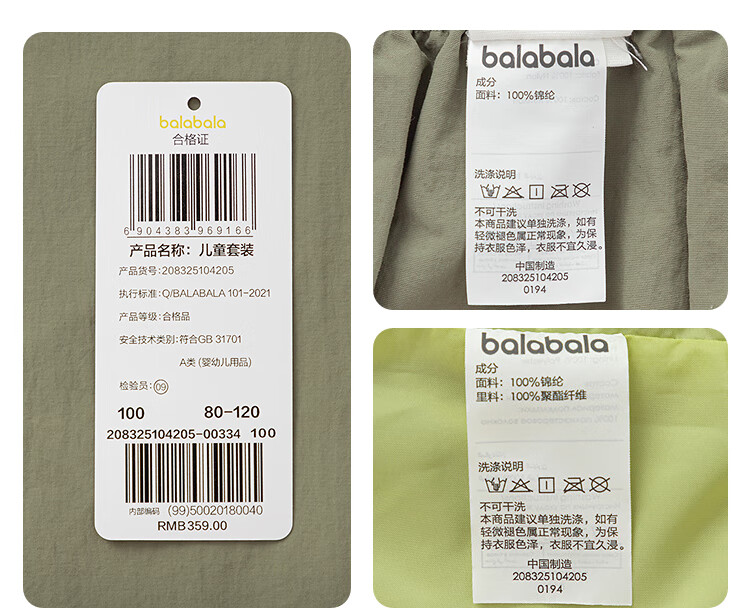 balabala
合格证
6 904383 969166
产品名称：儿童套装
产品货号：208325104205
执行标准：Q/BALABALA 101-2021
产品等级：合格品
安全技术类别：符合GB 31701
A类 (婴幼儿用品)
检验员：09
100 80-120
208325104205-00334 100
内部编码 (99)50020180040
RMB359.00
balabala
成分
面料：100%锦纶
洗涤说明
不可干洗
本商品建议单独洗涤，如有
轻微褪色属正常现象，为保
持衣服色泽，衣服不宜久浸。
中国制造
208325104205
0194
balabala
成分
面料：100%锦纶
里料：100%聚酯纤维
洗涤说明
不可干洗
本商品建议单独洗涤，如有
轻微褪色属正常现象，为保
持衣服色泽，衣服不宜久浸。
中国制造
208325104205
0194